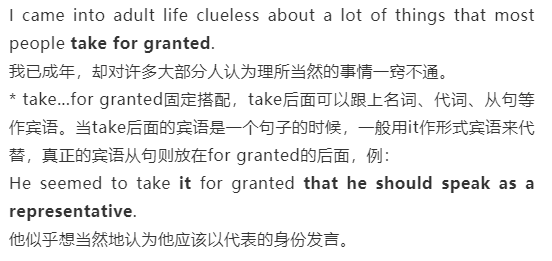 I came into adult life clueless about a lot of things that most
people take for granted.
我已成年，却对许多大部分人认为理所当然的事情一窍不通。
* take...for granted固定搭配，take后面可以跟上名词、代词、从句等
作宾语。当take后面的宾语是一个句子的时候，一般用it作形式宾语来代
替，真正的宾语从句则放在for granted的后面，例：
He seemed to take it for granted that he should speak as a
representative.
他似乎想当然地认为他应该以代表的身份发言。